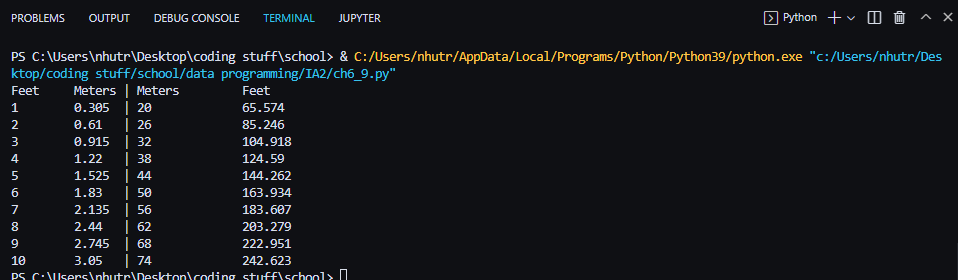 PROBLEMS OUTPUT DEBUG CONSOLE TERMINAL JUPYTER Python
PS C:\Users\nhutr\Desktop\coding stuff\school> & C:/Users/nhutr/AppData/Local/Programs/Python/Python39/python.exe "c:/Users/nhutr/Des
ktop/coding stuff/school/data programming/IA2/ch6_9.py"
Feet Meters | Meters Feet
1 0.305 | 20 65.574
2 0.61 | 26 85.246
3 0.915 | 32 104.918
4 1.22 | 38 124.59
5 1.525 | 44 144.262
6 1.83 | 50 163.934
7 2.135 | 56 183.607
8 2.44 | 62 203.279
9 2.745 | 68 222.951
10 3.05 | 74 242.623
PS C:\Users\nhutr\Desktop\coding stuff\school>